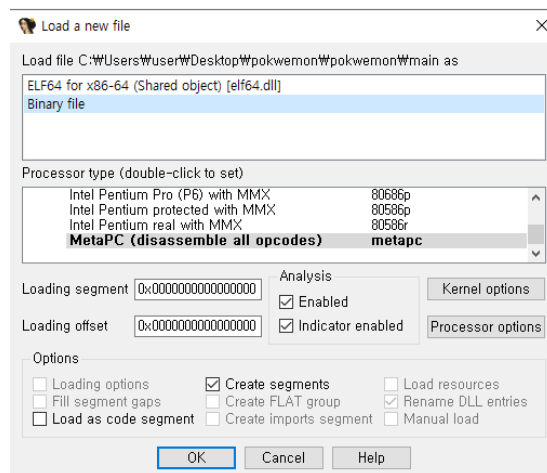 Load a new file
Load file C:₩Users₩user₩Desktop₩pokwemon₩pokwemon₩main as
ELF64 for x86-64 (Shared object) [elf64.dll]
Binary file
Processor type (double-click to set)
Intel Pentium Pro (P6) with MMX 80686p
Intel Pentium protected with MMX 80586p
Intel Pentium real with MMX 80586r
MetaPC (disassemble all opcodes) metapc
Loading segment 0x0000000000000000
Loading offset 0x0000000000000000
Analysis
Enabled
Indicator enabled
Kernel options
Processor options
Options
Loading options Create segments Load resources
Fill segment gaps Create FLAT group Rename DLL entries
Load as code segment Create imports segment Manual load
OK Cancel Help